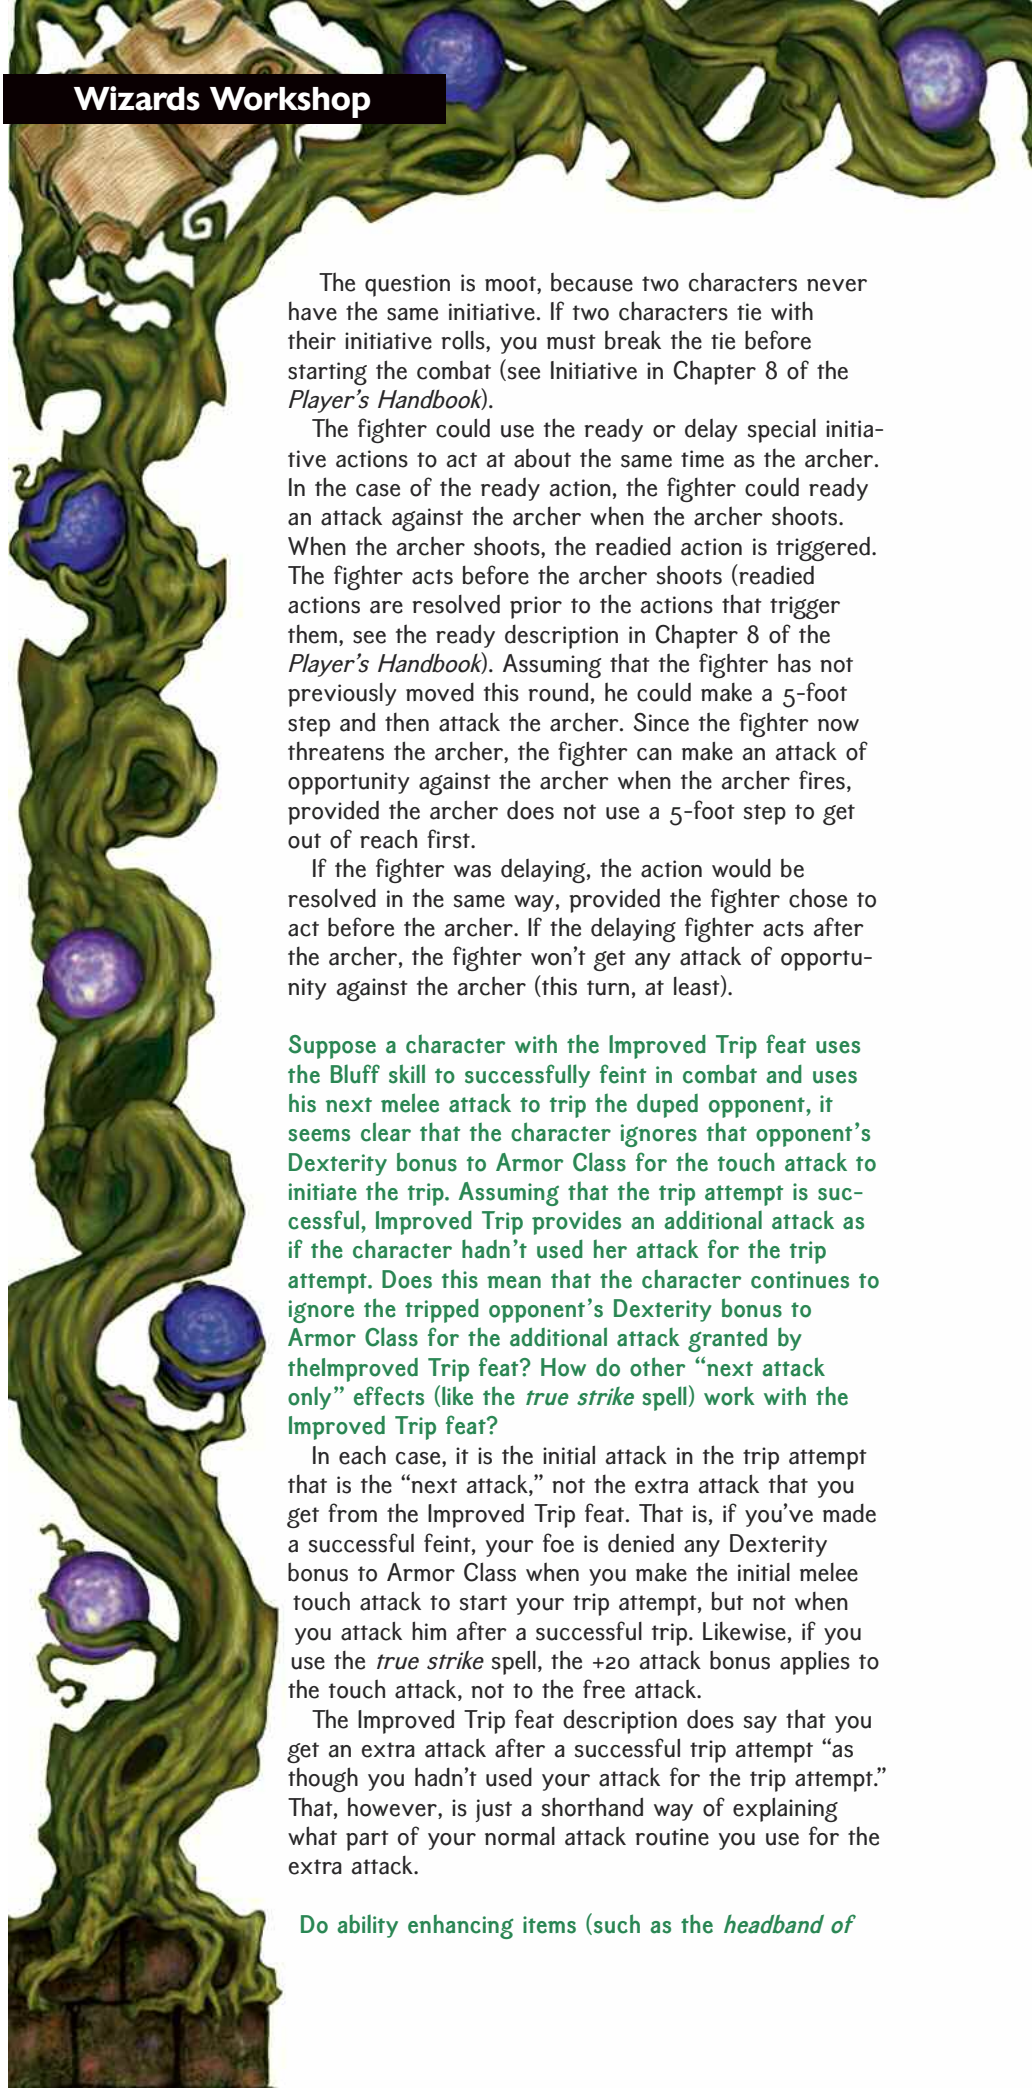 Wizards Workshop
The question is moot, because two characters never
have the same initiative. If two characters tie with
their initiative rolls, you must break the tie before
starting the combat (see Initiative in Chapter 8 of the
Player's Handbook).
The fighter could use the ready or delay special initia-
tive actions to act at about the same time as the archer.
In the case of the ready action, the fighter could ready
an attack against the archer when the archer shoots.
When the archer shoots, the readied action is triggered.
The fighter acts before the archer shoots (readied
actions are resolved prior to the actions that trigger
them, see the ready description in Chapter 8 of the
Player's Handbook). Assuming that the fighter has not
previously moved this round, he could make a 5-foot
step and then attack the archer. Since the fighter now
threatens the archer, the fighter can make an attack of
opportunity against the archer when the archer fires,
provided the archer does not use a 5-foot step to get
out of reach first.
If the fighter was delaying, the action would be
resolved in the same way, provided the fighter chose to
act before the archer. If the delaying fighter acts after
the archer, the fighter won't get any attack of opportu-
nity against the archer (this turn, at least).
Suppose a character with the Improved Trip feat uses
the Bluff skill to successfully feint in combat and uses
his next melee attack to trip the duped opponent, it
seems clear that the character ignores that opponent's
Dexterity bonus to Armor Class for the touch attack to
initiate the trip. Assuming that the trip attempt is suc-
cessful, Improved Trip provides an additional attack as
if the character hadn't used her attack for the trip
attempt. Does this mean that the character continues to
ignore the tripped opponent's Dexterity bonus to
Armor Class for the additional attack granted by
theImproved Trip feat? How do other “next attack
only” effects (like the true strike spell) work with the
Improved Trip feat?
In each case, it is the initial attack in the trip attempt
that is the “next attack,” not the extra attack that you
get from the Improved Trip feat. That is, if you've made
a successful feint, your foe is denied any Dexterity
bonus to Armor Class when you make the initial melee
touch attack to start your trip attempt, but not when
you attack him after a successful trip. Likewise, if you
use the true strike spell, the +20 attack bonus applies to
the touch attack, not to the free attack.
The Improved Trip feat description does say that you
get an extra attack after a successful trip attempt “as
though you hadn't used your attack for the trip attempt.”
That, however, is just a shorthand way of explaining
what part of your normal attack routine you use for the
extra attack.
Do ability enhancing items (such as the headband of